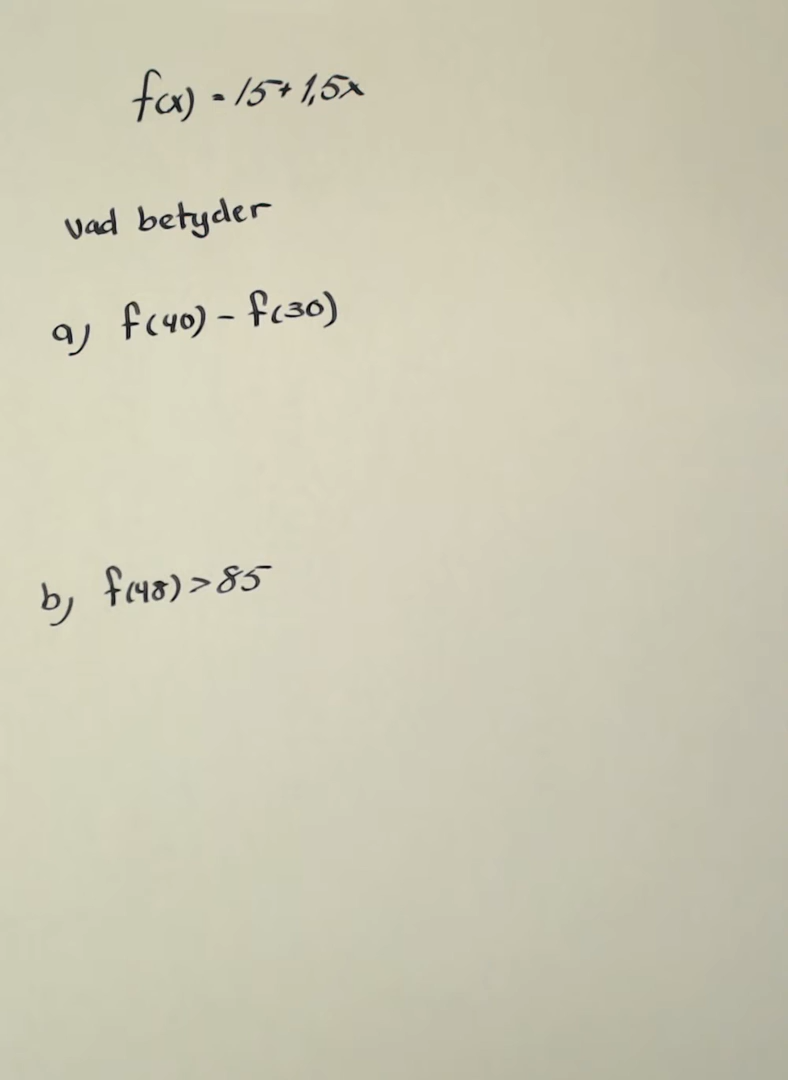 f(x) = 15+ 1,5x
vad betyder
a) f(40) - f(30)
b) f(48) > 85